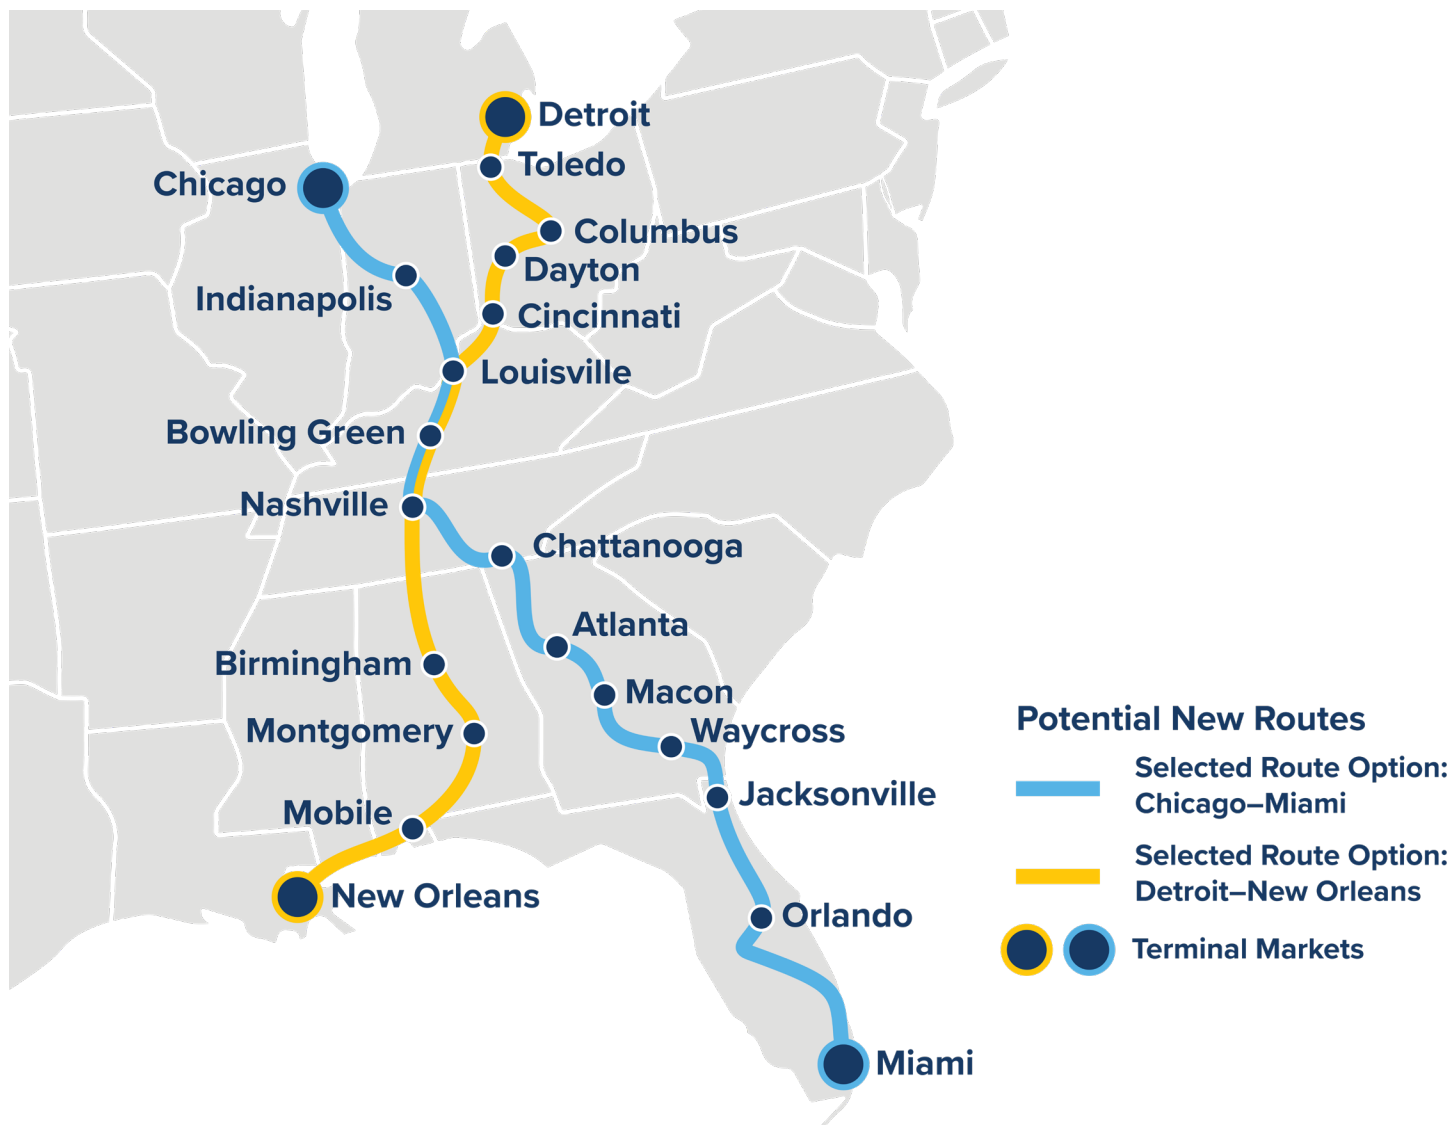 Detroit
Toledo
Chicago
Columbus
Dayton
Indianapolis
Cincinnati
Louisville
Bowling Green
Nashville
Chattanooga
Atlanta
Birmingham
Macon
Montgomery
Waycross
Jacksonville
Mobile
New Orleans
Orlando
Miami
Potential New Routes
Selected Route Option:
Chicago–Miami
Selected Route Option:
Detroit–New Orleans
Terminal Markets